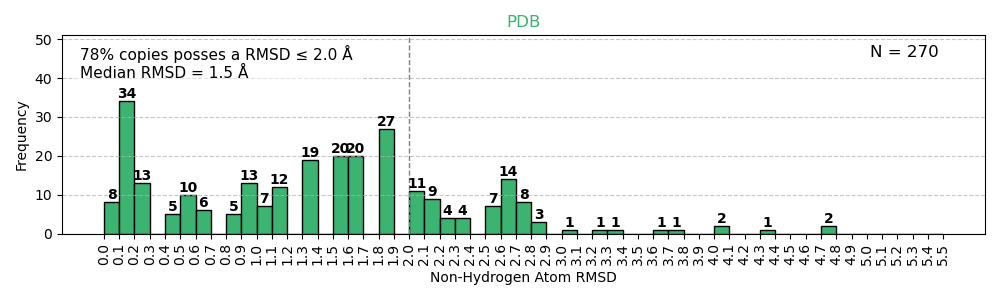 PDB
78% copies posses a RMSD ≤ 2.0 Å
Median RMSD = 1.5 Å
N = 270
Frequency
50
40
30
20
10
0
8 34 13 5 10 6 5 13 7 12 19 20 20 27 11 9 4 4 7 14 8 3 1 1 1 1 1 2 1 2
0.0 0.1 0.2 0.3 0.4 0.5 0.6 0.7 0.8 0.9 1.0 1.1 1.2 1.3 1.4 1.5 1.6 1.7 1.8 1.9 2.0 2.1 2.2 2.3 2.4 2.5 2.6 2.7 2.8 2.9 3.0 3.1 3.2 3.3 3.4 3.5 3.6 3.7 3.8 3.9 4.0 4.1 4.2 4.3 4.4 4.5 4.6 4.7 4.8 4.9 5.0 5.1 5.2 5.3 5.4 5.5
Non-Hydrogen Atom RMSD